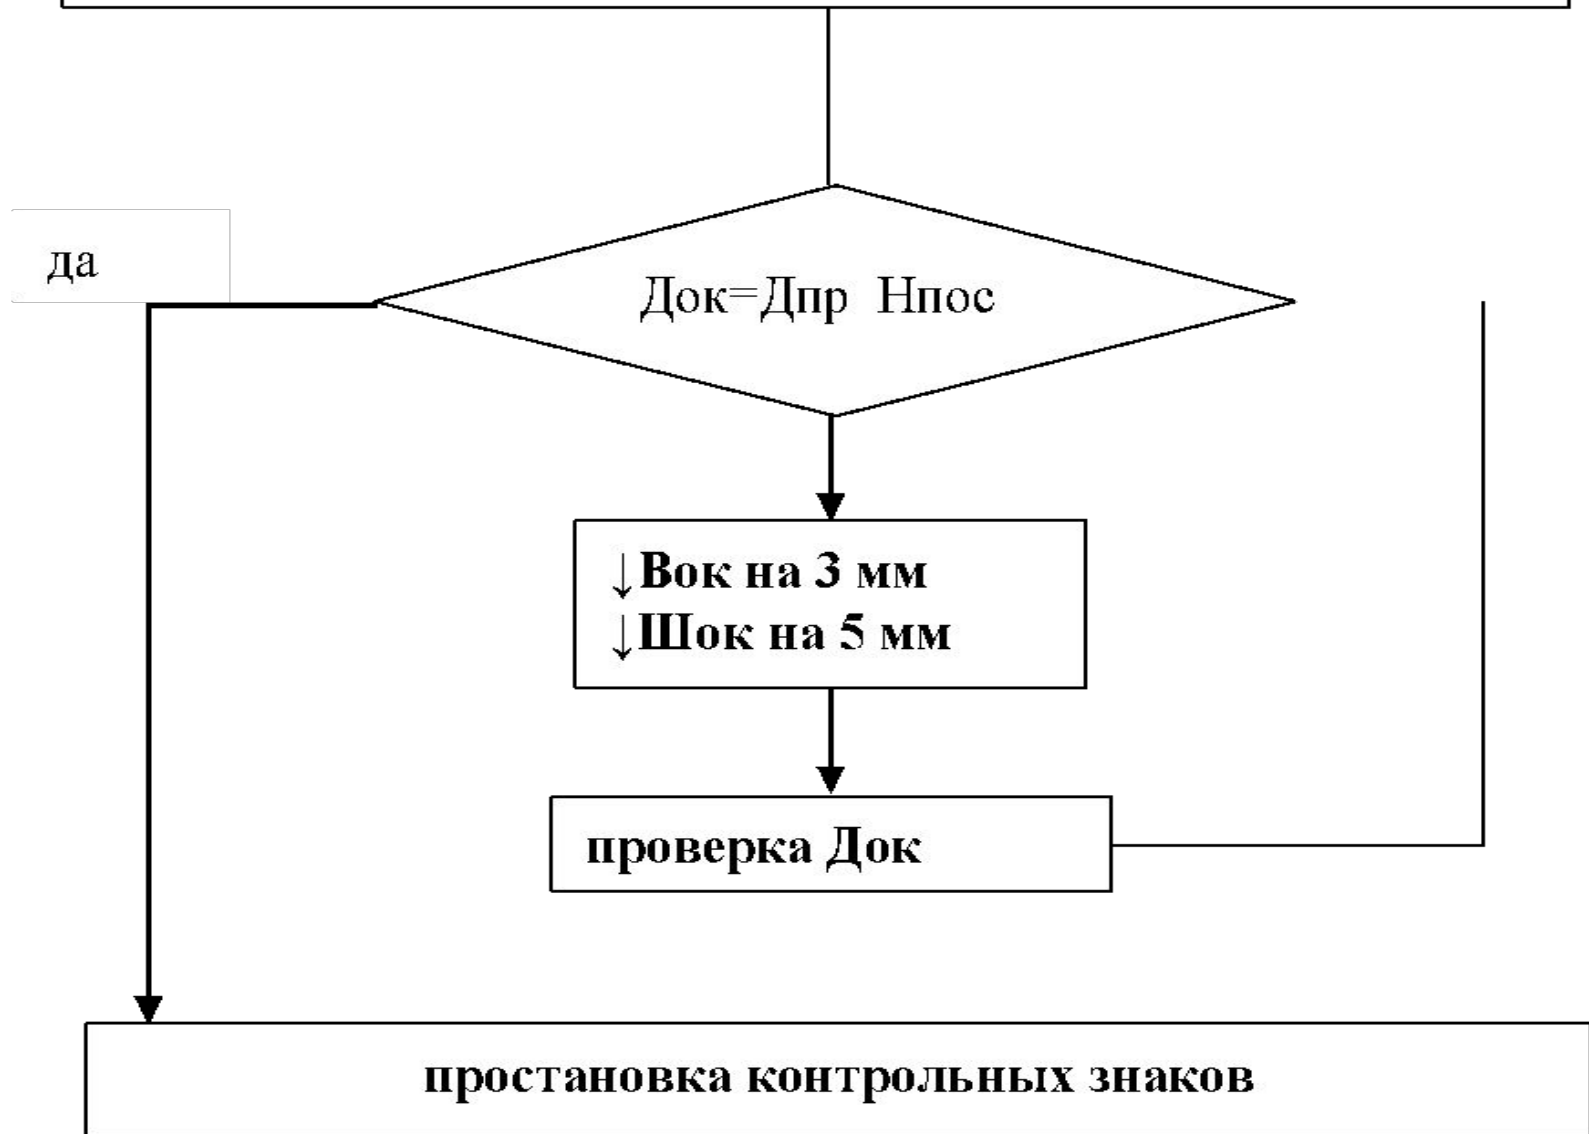 да
Док=Дпр Нпос
↓Вок на 3 мм
↓Шок на 5 мм
проверка Док
простановка контрольных знаков